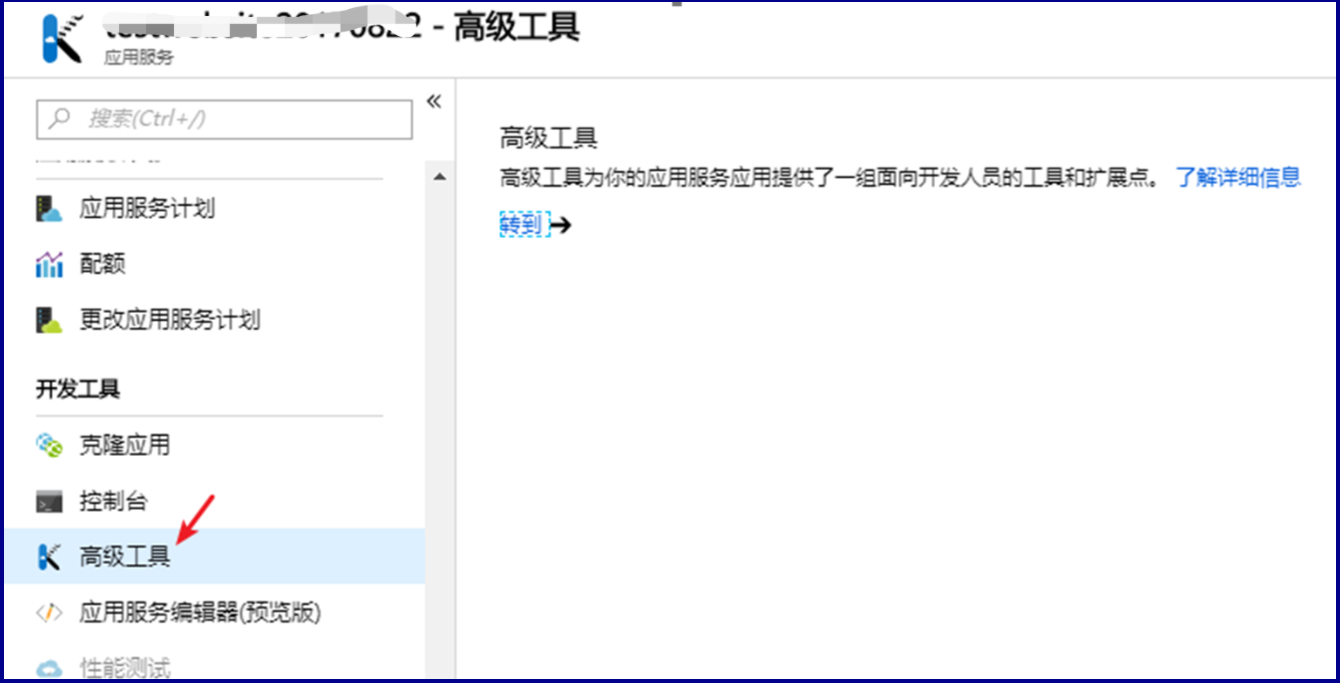 - 高级工具
应用服务
搜索(Ctrl+/)
«
高级工具
高级工具为你的应用服务应用提供了一组面向开发人员的工具和扩展点。 了解详细信息
转到
应用服务计划
配额
更改应用服务计划
开发工具
克隆应用
控制台
高级工具
应用服务编辑器(预览版)
性能测试